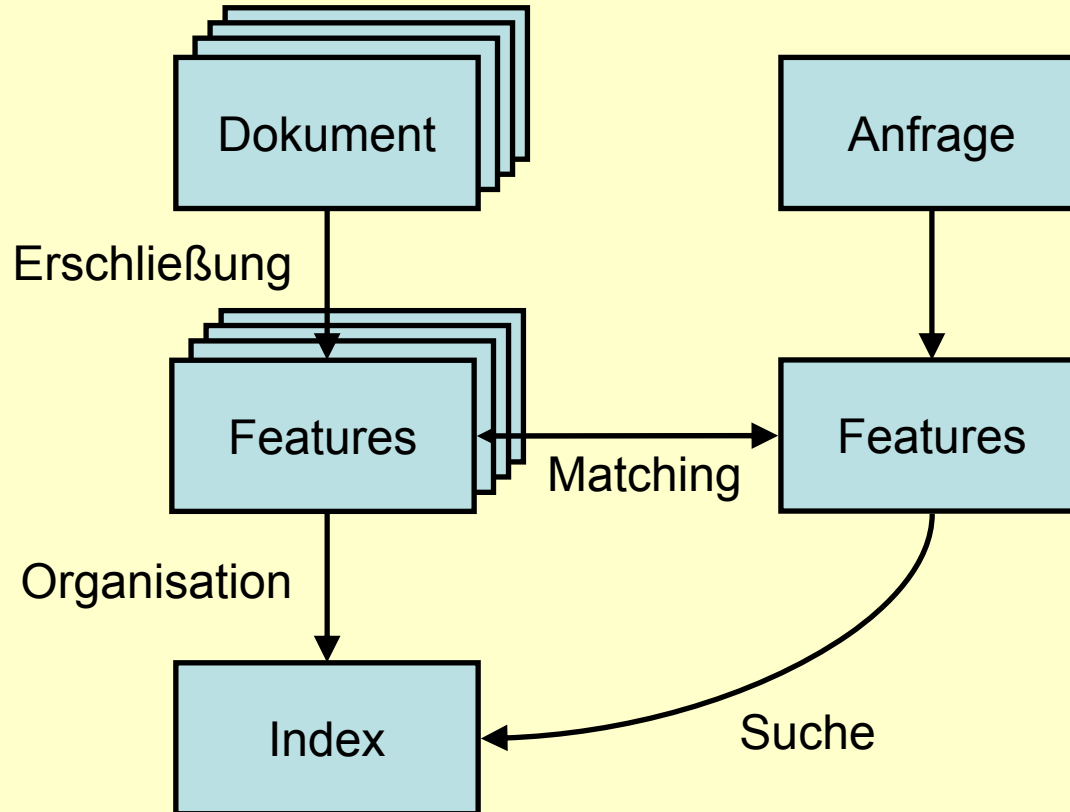 Dokument
Anfrage
Erschließung
Features
Features
Matching
Organisation
Index
Suche